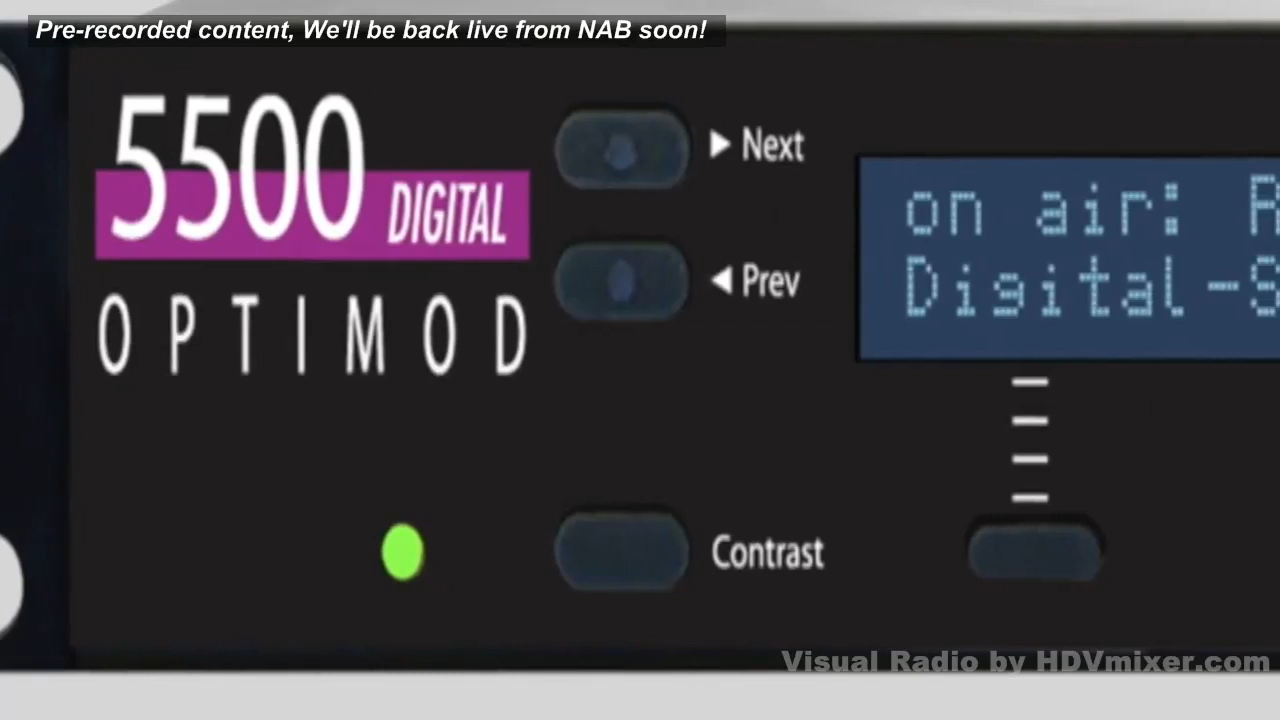 Pre-recorded content, We'll be back live from NAB soon!
5500 DIGITAL
OPTIMOD
Next
Prev
on air:
Digital-S
Contrast
Visual Radio by HDVmixer.com